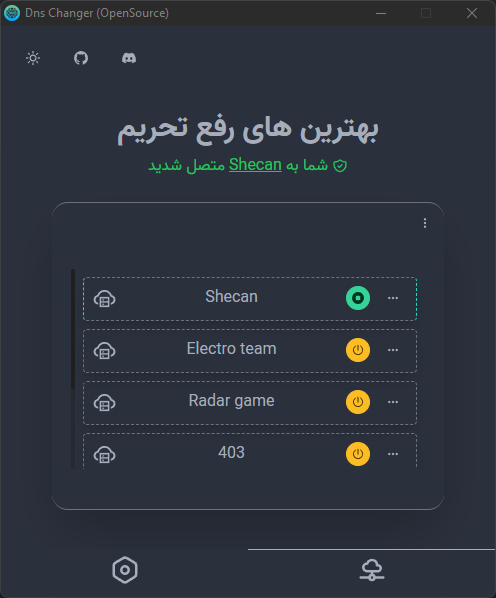 Dns Changer (OpenSource)
بهترین های رفع تحریم
شما به Shecan متصل شدید
Shecan
Electro team
Radar game
403